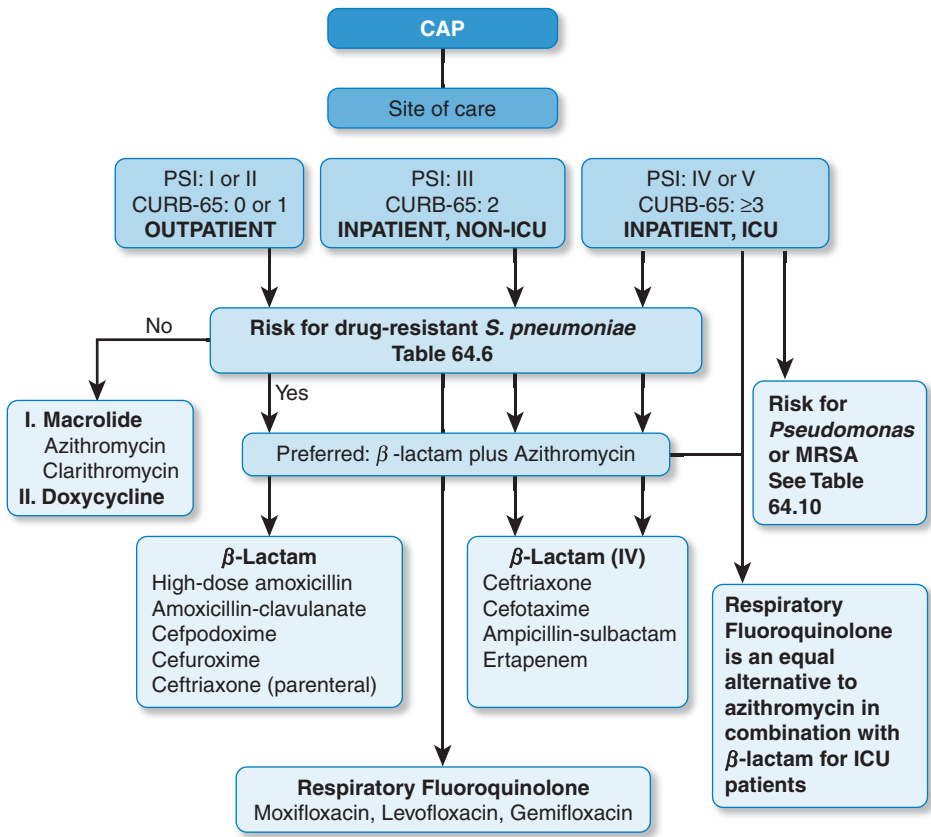 CAP
Site of care
PSI: I or II
CURB-65: 0 or 1
OUTPATIENT
PSI: III
CURB-65: 2
INPATIENT, NON-ICU
PSI: IV or V
CURB-65: ≥3
INPATIENT, ICU
No
Risk for drug-resistant S. pneumoniae
Table 64.6
Yes
I. Macrolide
Azithromycin
Clarithromycin
II. Doxycycline
Preferred: β -lactam plus Azithromycin
Risk for
Pseudomonas
or MRSA
See Table
64.10
β-Lactam
High-dose amoxicillin
Amoxicillin-clavulanate
Cefpodoxime
Cefuroxime
Ceftriaxone (parenteral)
β-Lactam (IV)
Ceftriaxone
Cefotaxime
Ampicillin-sulbactam
Ertapenem
Respiratory
Fluoroquinolone
is an equal
alternative to
azithromycin in
combination with
β-lactam for ICU
patients
Respiratory Fluoroquinolone
Moxifloxacin, Levofloxacin, Gemifloxacin